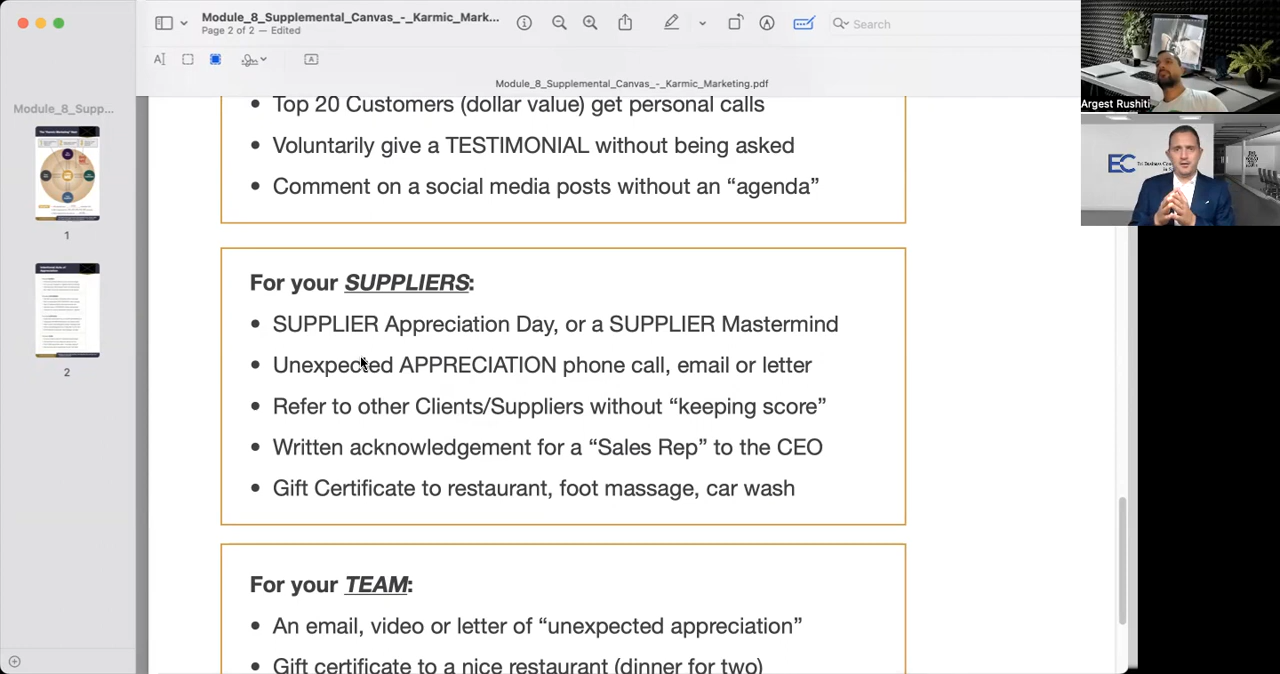 Module_8_Supplemental_Canvas_-_Karmic_Mark...
Page 2 of 2 — Edited
Search
Module_8_Supplemental_Canvas_-_Karmic_Marketing.pdf
Module_8_Supp...
1
2
• Top 20 Customers (dollar value) get personal calls
• Voluntarily give a TESTIMONIAL without being asked
• Comment on a social media posts without an “agenda”
For your SUPPLIERS:
• SUPPLIER Appreciation Day, or a SUPPLIER Mastermind
• Unexpected APPRECIATION phone call, email or letter
• Refer to other Clients/Suppliers without “keeping score”
• Written acknowledgement for a “Sales Rep” to the CEO
• Gift Certificate to restaurant, foot massage, car wash
For your TEAM:
• An email, video or letter of “unexpected appreciation”
• Gift certificate to a nice restaurant (dinner for two)
Argest Rushiti
EC